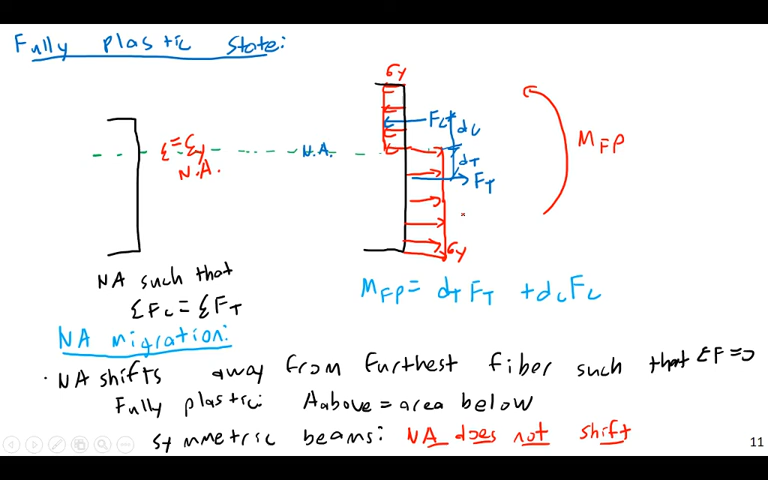 Fully plastic state:
σy
Fc
dc
ε=εy
N.A.
N.A.
dT
FT
MFP
σy
NA such that
ΣFc = ΣFT
MFP = dT FT + dc Fc
NA migration:
· NA shifts away from furthest fiber such that ΣF=0
Fully plastic: Aabove = area below
symmetric beams: NA does not shift
11